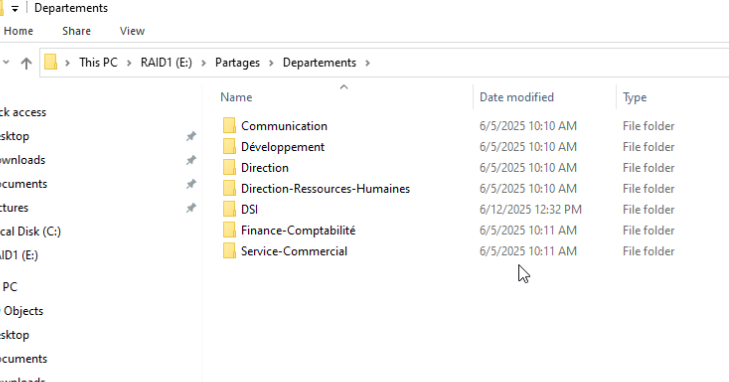 Departements
Home Share View
This PC RAID1 (E:) Partages Departements
Name Date modified Type
ck access
Communication 6/5/2025 10:10 AM File folder
sktop
Développement 6/5/2025 10:10 AM File folder
ownloads
Direction 6/5/2025 10:10 AM File folder
ocuments
Direction-Ressources-Humaines 6/5/2025 10:10 AM File folder
ctures
DSI 6/12/2025 12:32 PM File folder
cal Disk (C:)
Finance-Comptabilité 6/5/2025 10:11 AM File folder
ID1 (E:)
Service-Commercial 6/5/2025 10:11 AM File folder
PC
Objects
sktop
ocuments
ownloads